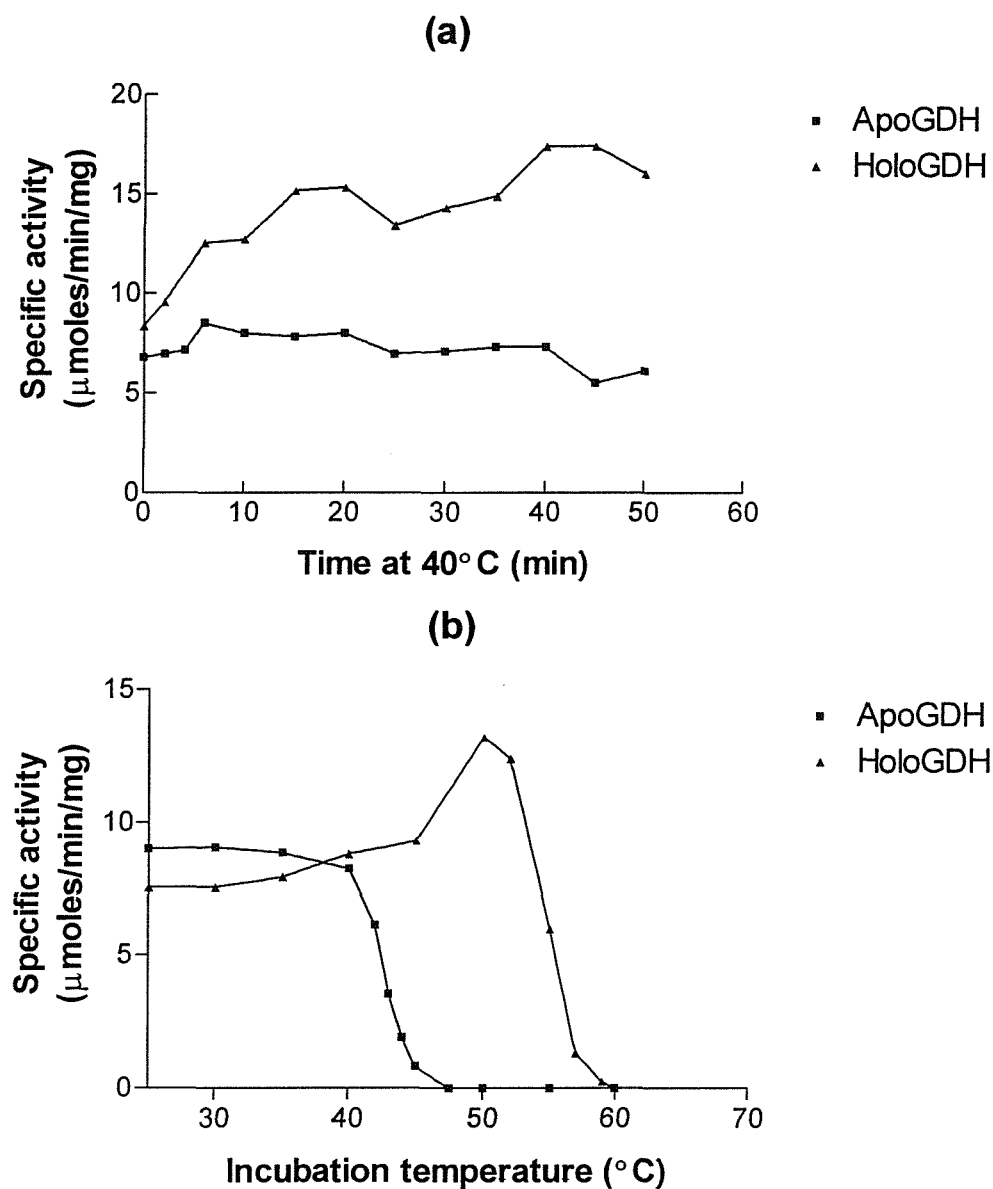 (a)
20
15
10
5
0
Specific activity
(μmoles/min/mg)
0 10 20 30 40 50 60
Time at 40° C (min)
ApoGDH
HoloGDH
(b)
15
10
5
0
Specific activity
(μmoles/min/mg)
30 40 50 60 70
Incubation temperature (° C)
ApoGDH
HoloGDH